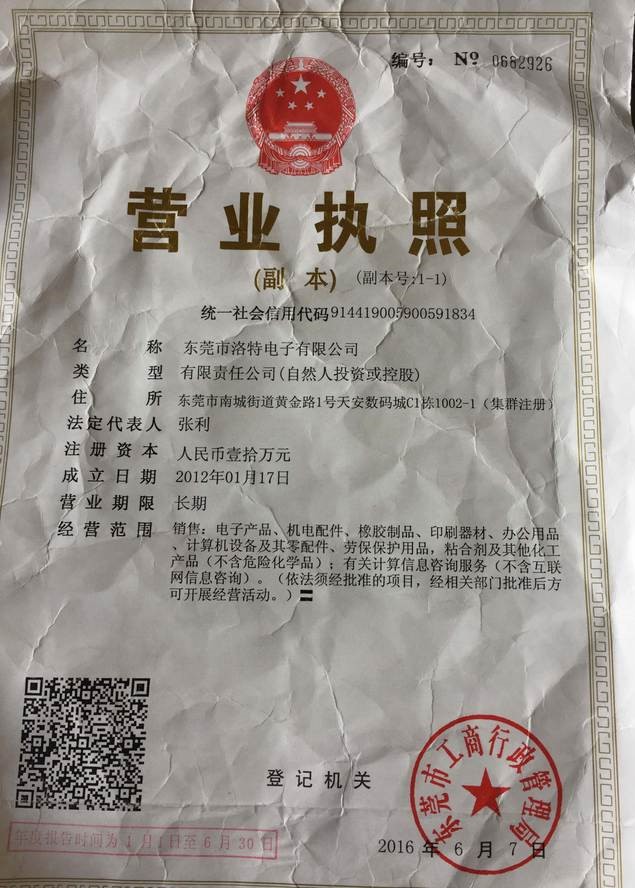 编号: № 0682926
营业执照
(副本) (副本号:1-1)
统一社会信用代码914419005900591834
名称 东莞市洛特电子有限公司
类型 有限责任公司(自然人投资或控股)
住所 东莞市南城街道黄金路1号天安数码城C1栋1002-1（集群注册）
法定代表人 张利
注册资本 人民币壹拾万元
成立日期 2012年01月17日
营业期限 长期
经营范围 销售：电子产品、机电配件、橡胶制品、印刷器材、办公用品
、计算机设备及其零配件、劳保保护用品，粘合剂及其他化工
产品（不含危险化学品）；有关计算信息咨询服务（不含互联
网信息咨询）。（依法须经批准的项目，经相关部门批准后方
可开展经营活动。）〓
登记机关
东莞市工商行政管理局
年度报告时间为1月1日至6月30日
2016年6月7日